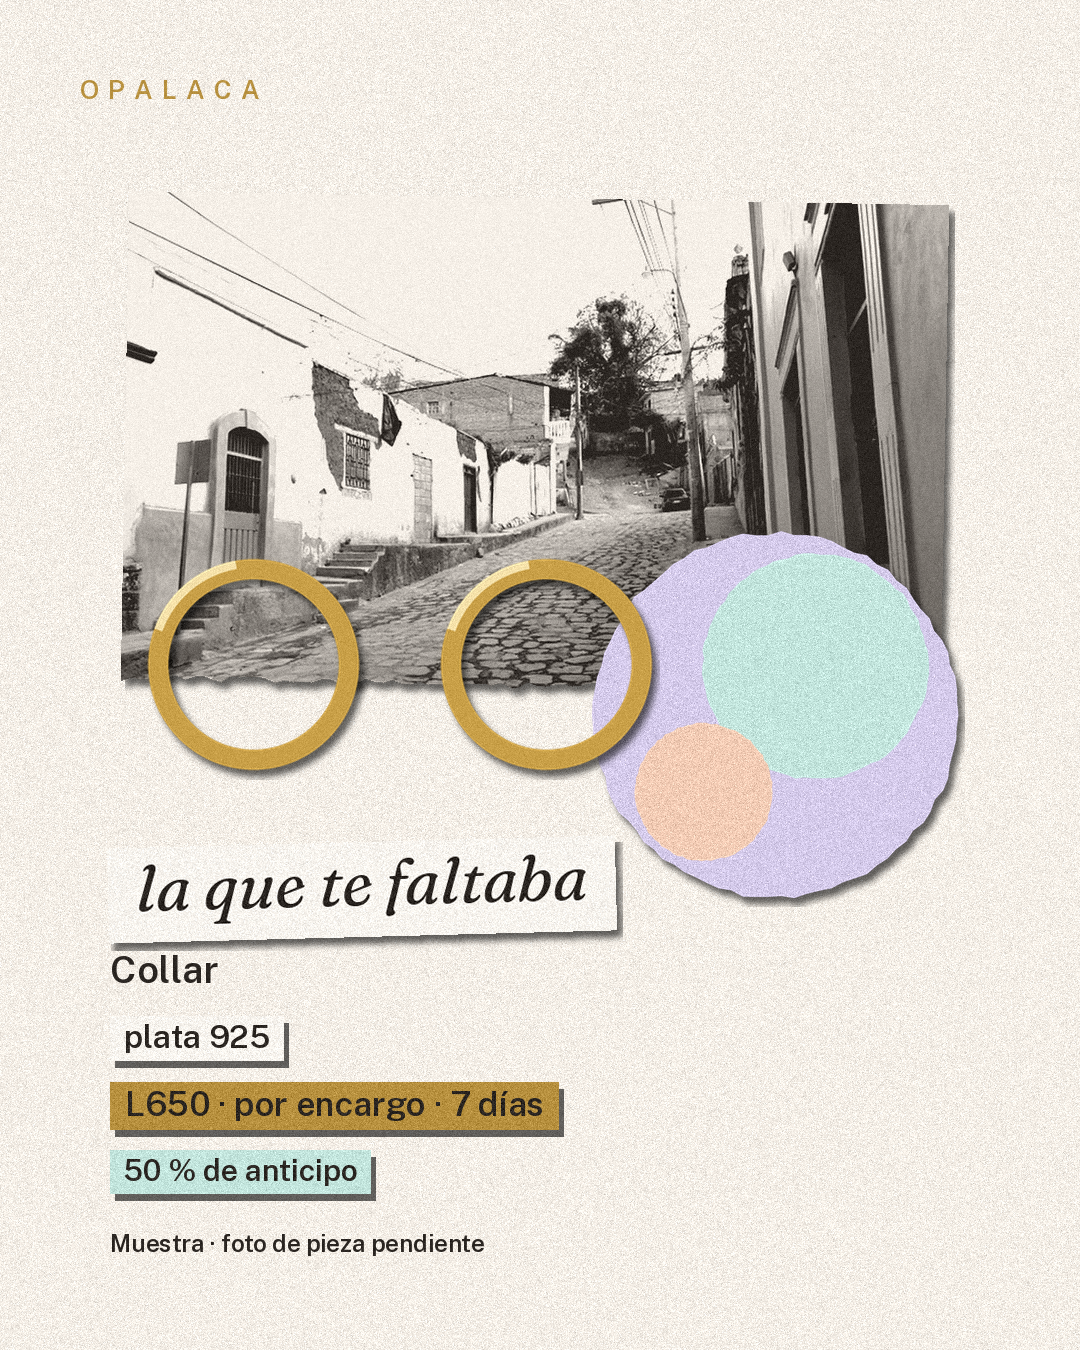 OPALACA
la que te faltaba
Collar
plata 925
L650 · por encargo · 7 días
50 % de anticipo
Muestra · foto de pieza pendiente